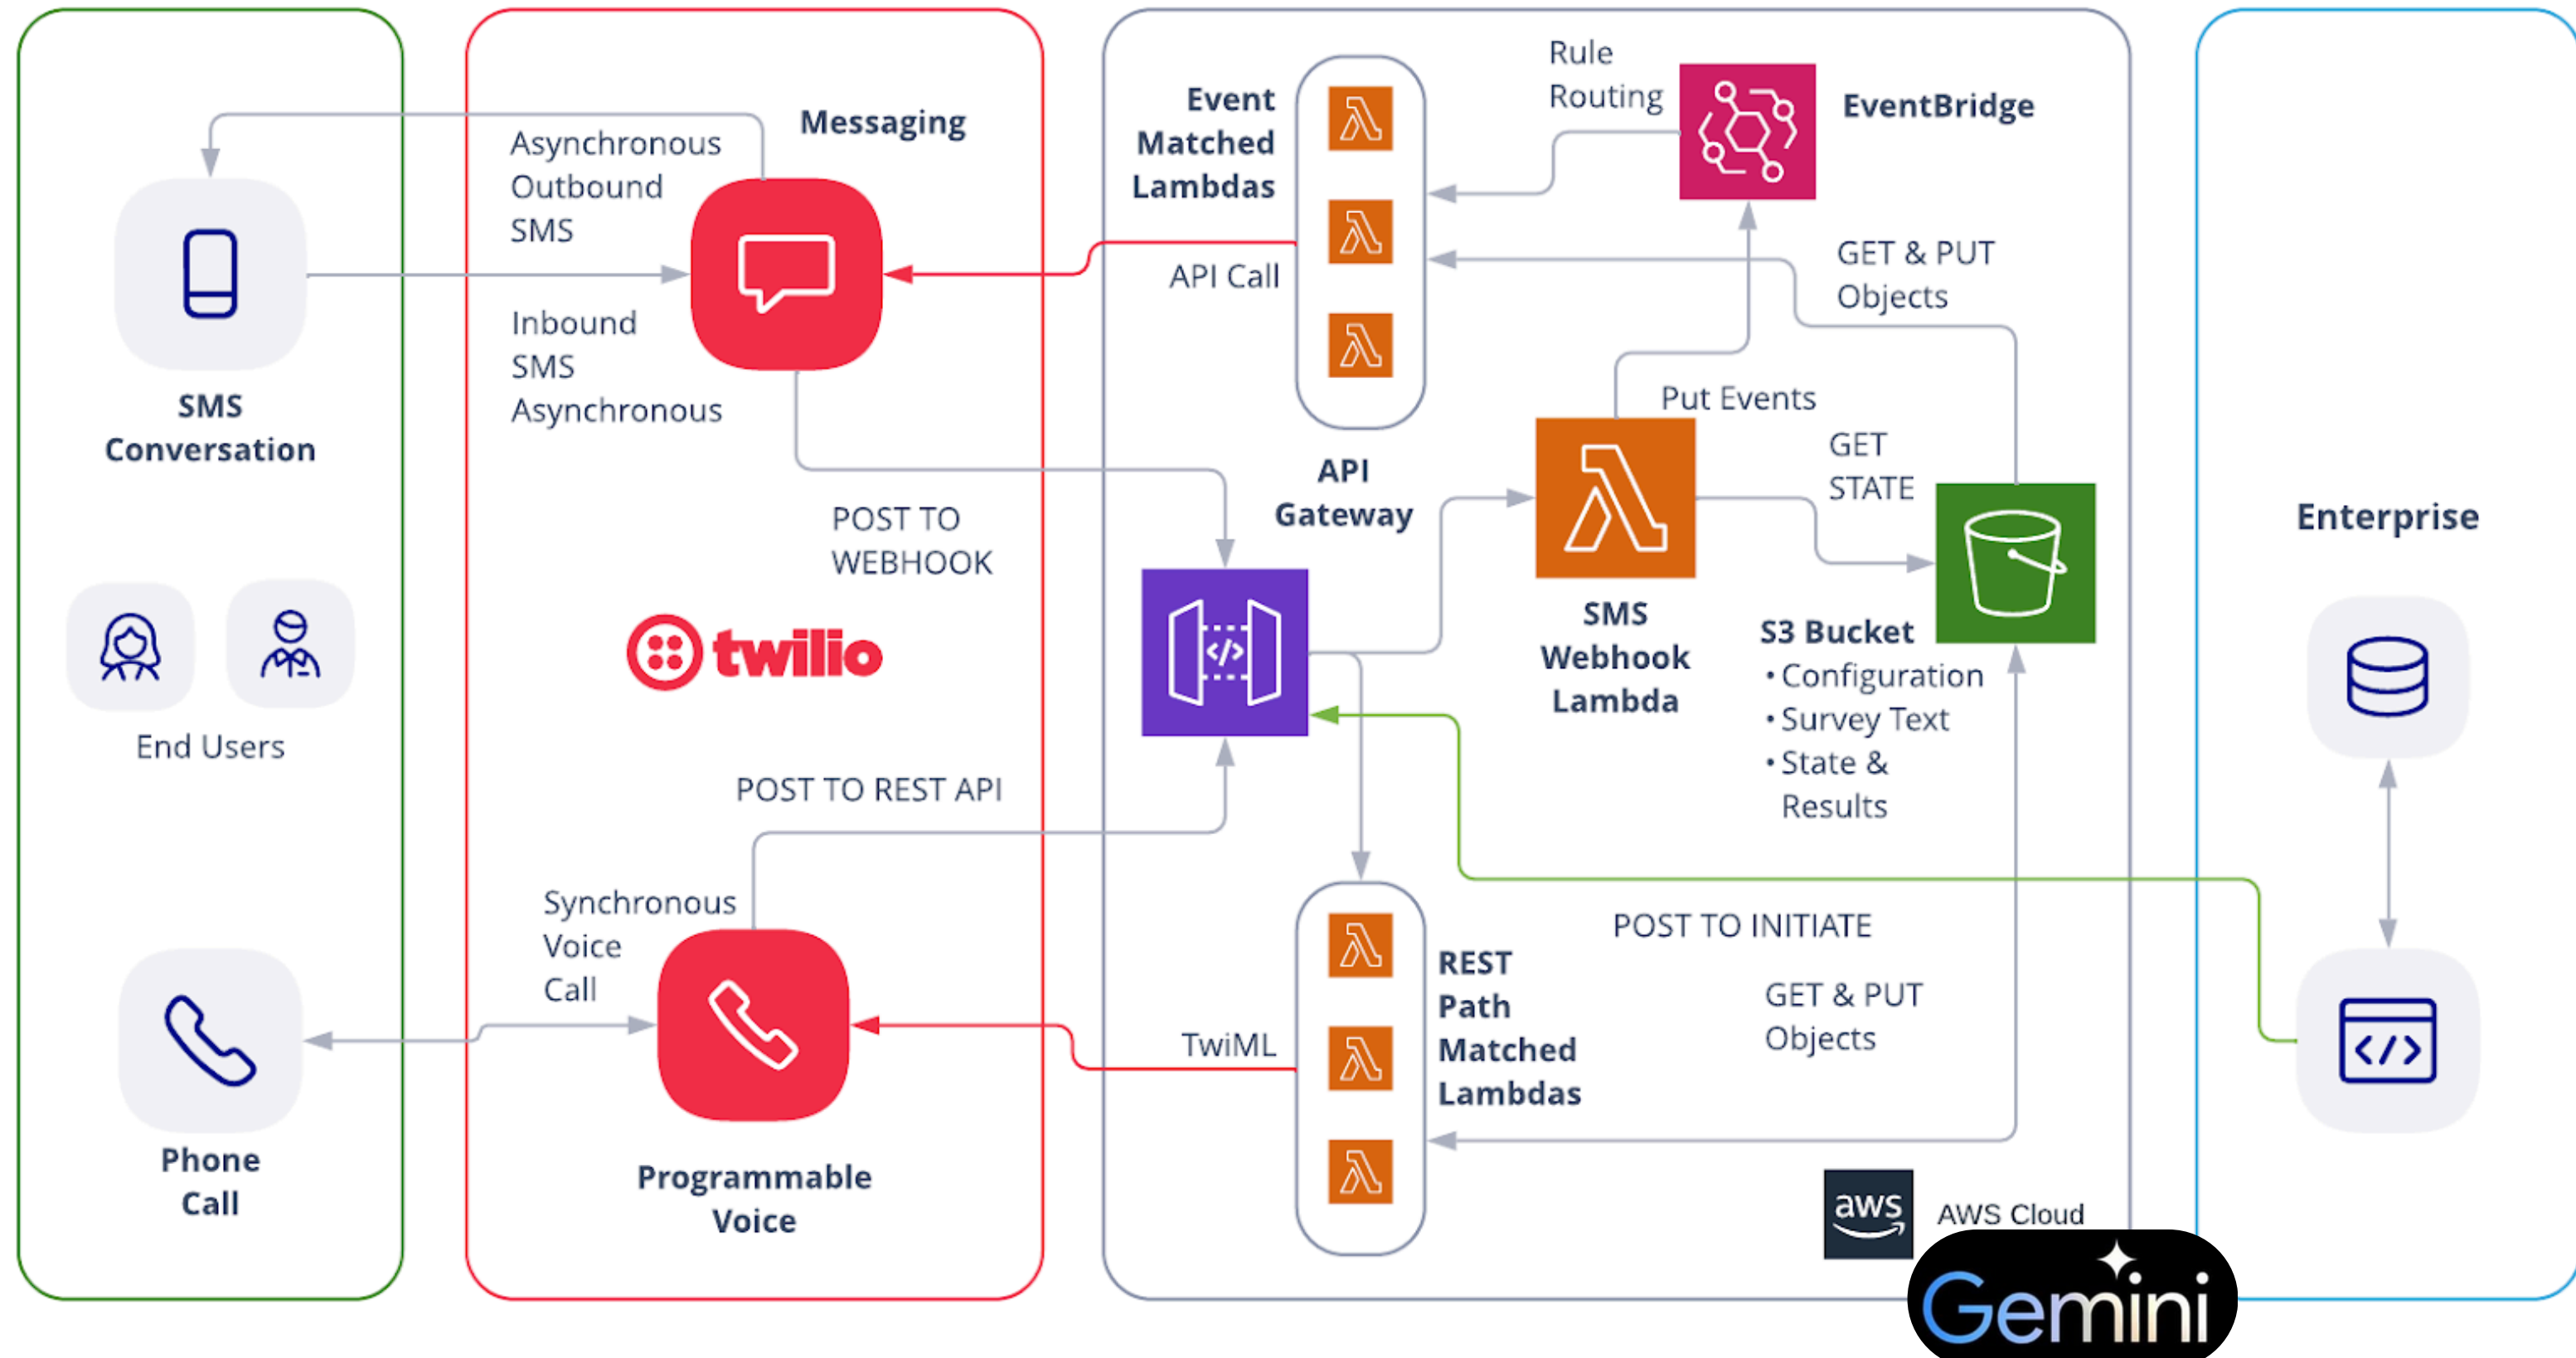 Asynchronous
Outbound
SMS
Messaging
Inbound
SMS
Asynchronous
SMS
Conversation
POST TO
WEBHOOK
End Users
twilio
POST TO REST API
Synchronous
Voice
Call
Phone
Call
Programmable
Voice
Event
Matched
Lambdas
Rule
Routing
EventBridge
API Call
GET & PUT
Objects
Put Events
API
Gateway
GET
STATE
</>
SMS
Webhook
Lambda
S3 Bucket
• Configuration
• Survey Text
• State &
Results
POST TO INITIATE
REST
Path
Matched
Lambdas
GET & PUT
Objects
TwiML
aws
AWS Cloud
Enterprise
</>
Gemini